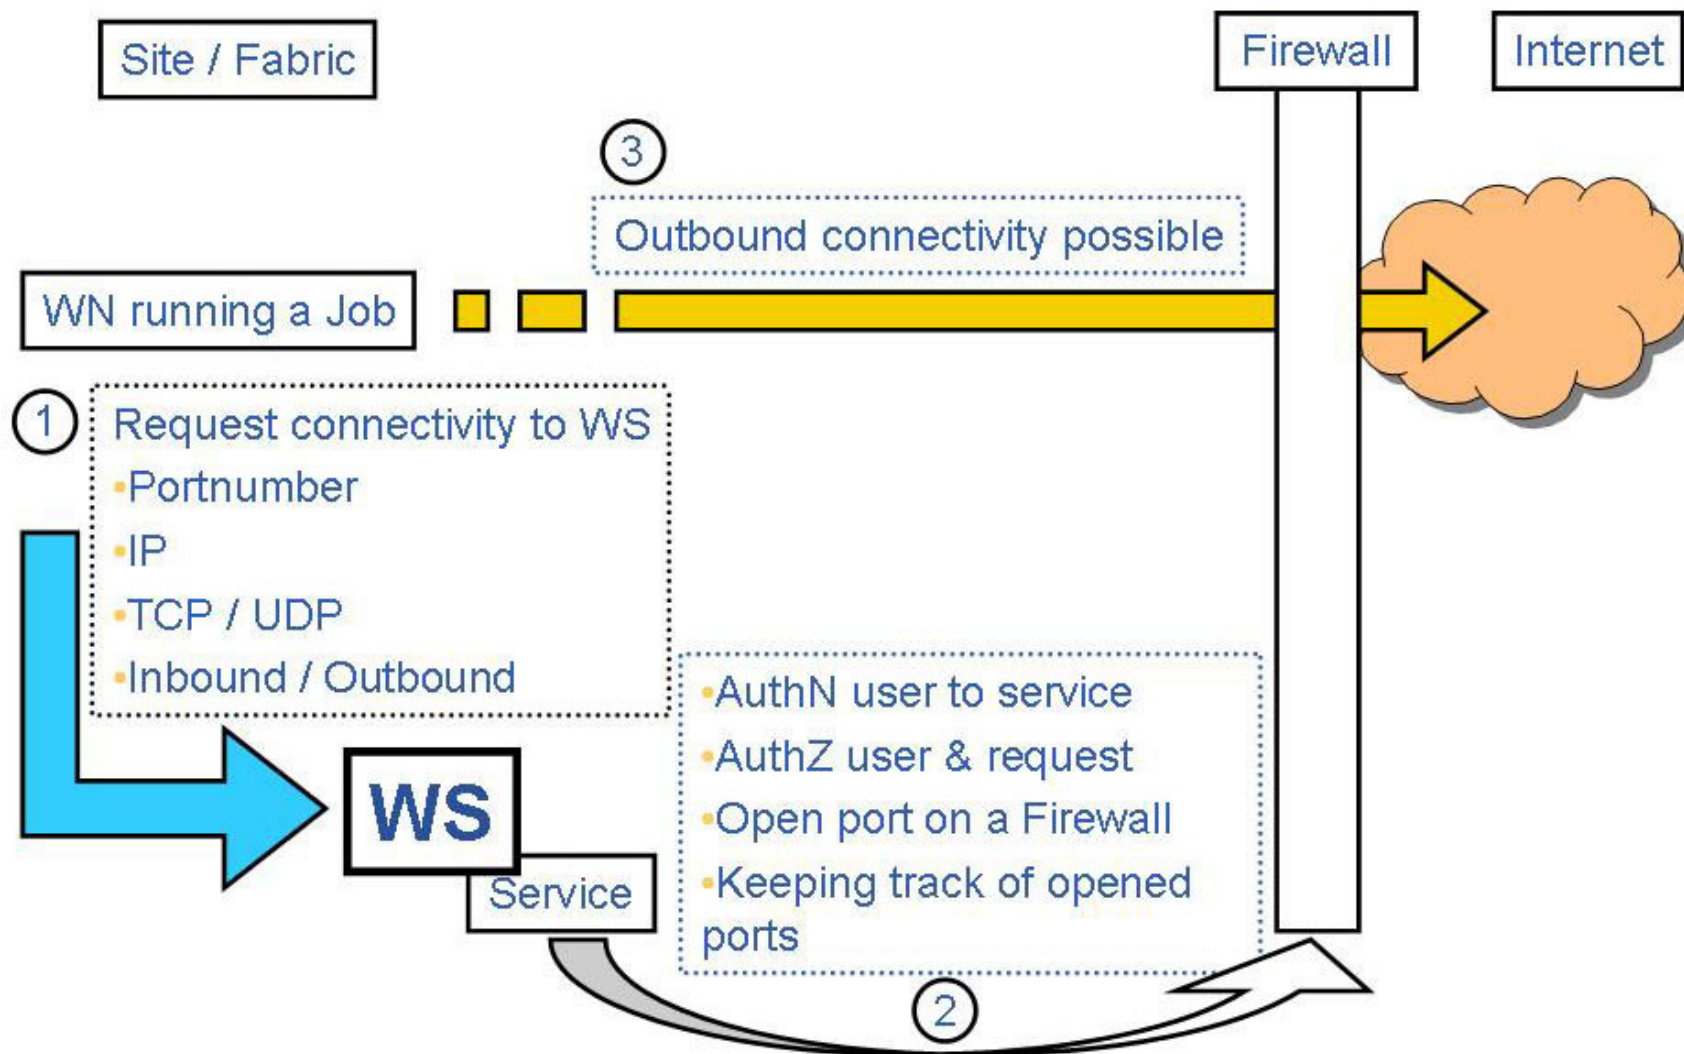 Site / Fabric
Firewall
Internet
3
Outbound connectivity possible
WN running a Job
1
Request connectivity to WS
•Portnumber
•IP
•TCP / UDP
•Inbound / Outbound
WS
Service
•AuthN user to service
•AuthZ user & request
•Open port on a Firewall
•Keeping track of opened
ports
2